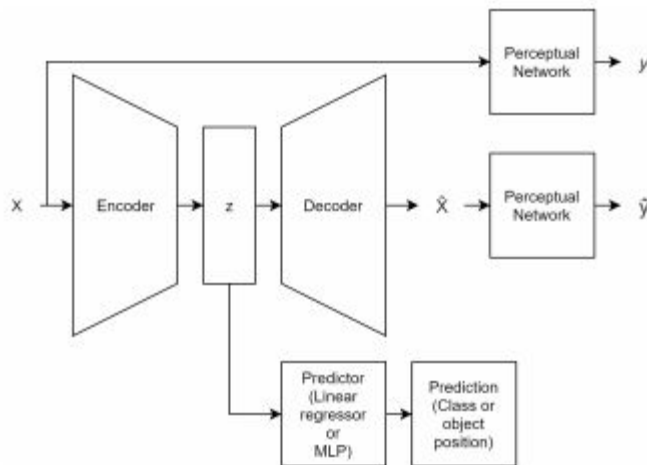 Perceptual
Network
y
X
Encoder
z
Decoder
X̂
Perceptual
Network
ŷ
Predictor
(Linear
regressor
or
MLP)
Prediction
(Class or
object
position)